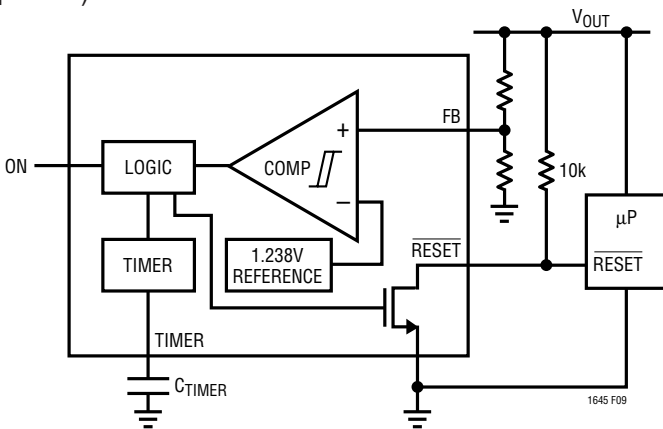 VOUT
FB
ON
LOGIC
COMP
+
–
10k
µP
TIMER
1.238V
REFERENCE
RESET
RESET
TIMER
CTIMER
1645 F09